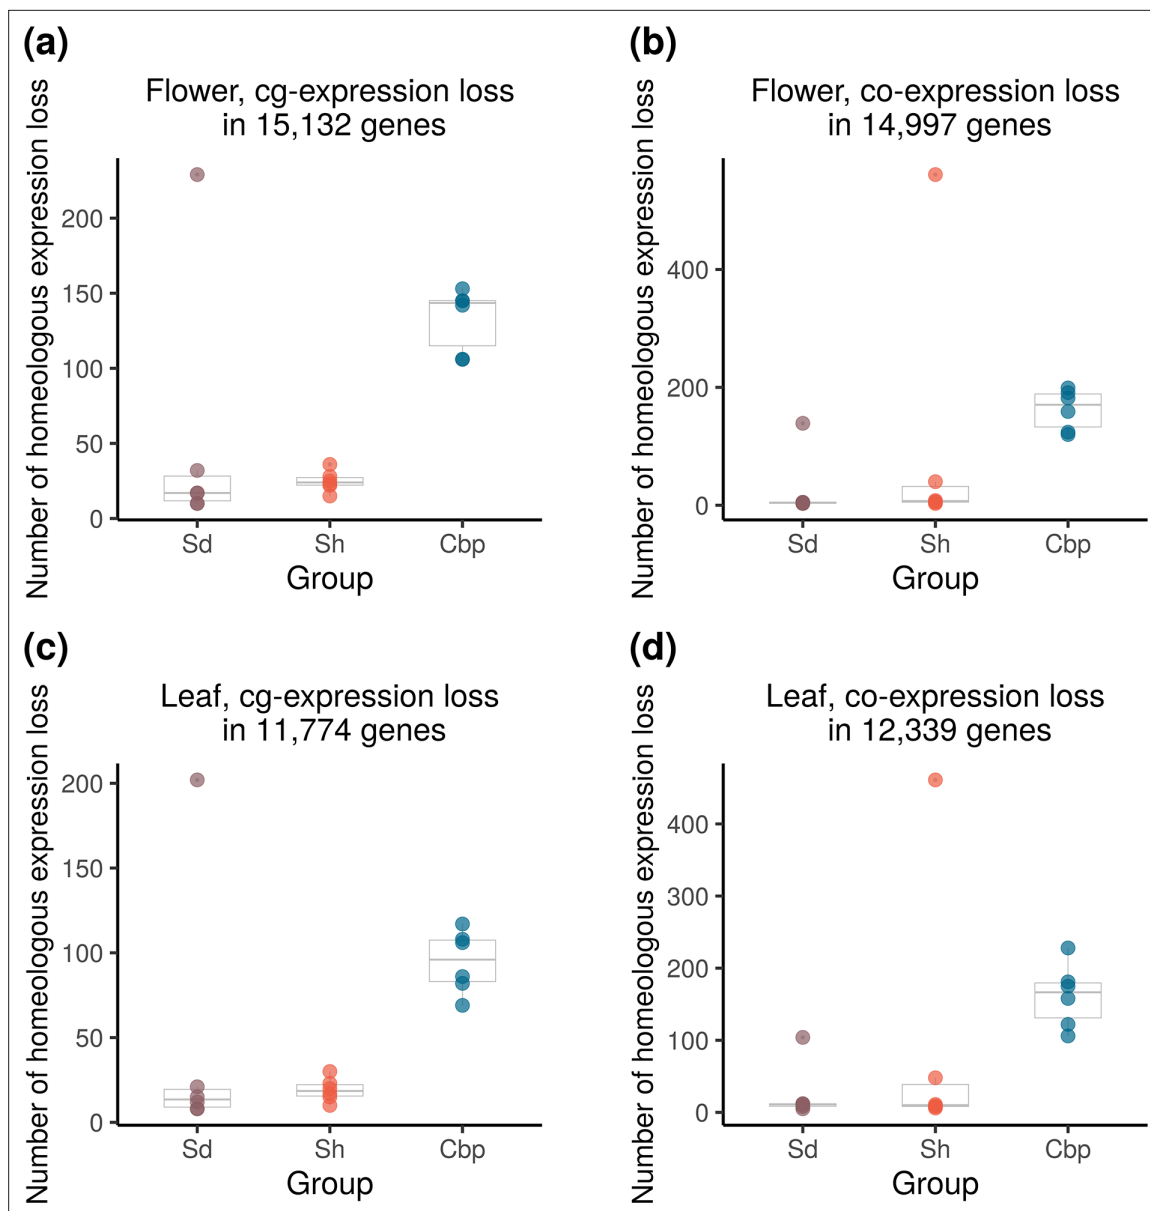 (a)
Flower, cg-expression loss
in 15,132 genes
Number of homeologous expression loss
200
150
100
50
0
Sd
Sh
Cbp
Group
(b)
Flower, co-expression loss
in 14,997 genes
Number of homeologous expression loss
400
200
0
Sd
Sh
Cbp
Group
(c)
Leaf, cg-expression loss
in 11,774 genes
Number of homeologous expression loss
200
150
100
50
0
Sd
Sh
Cbp
Group
(d)
Leaf, co-expression loss
in 12,339 genes
Number of homeologous expression loss
400
300
200
100
0
Sd
Sh
Cbp
Group